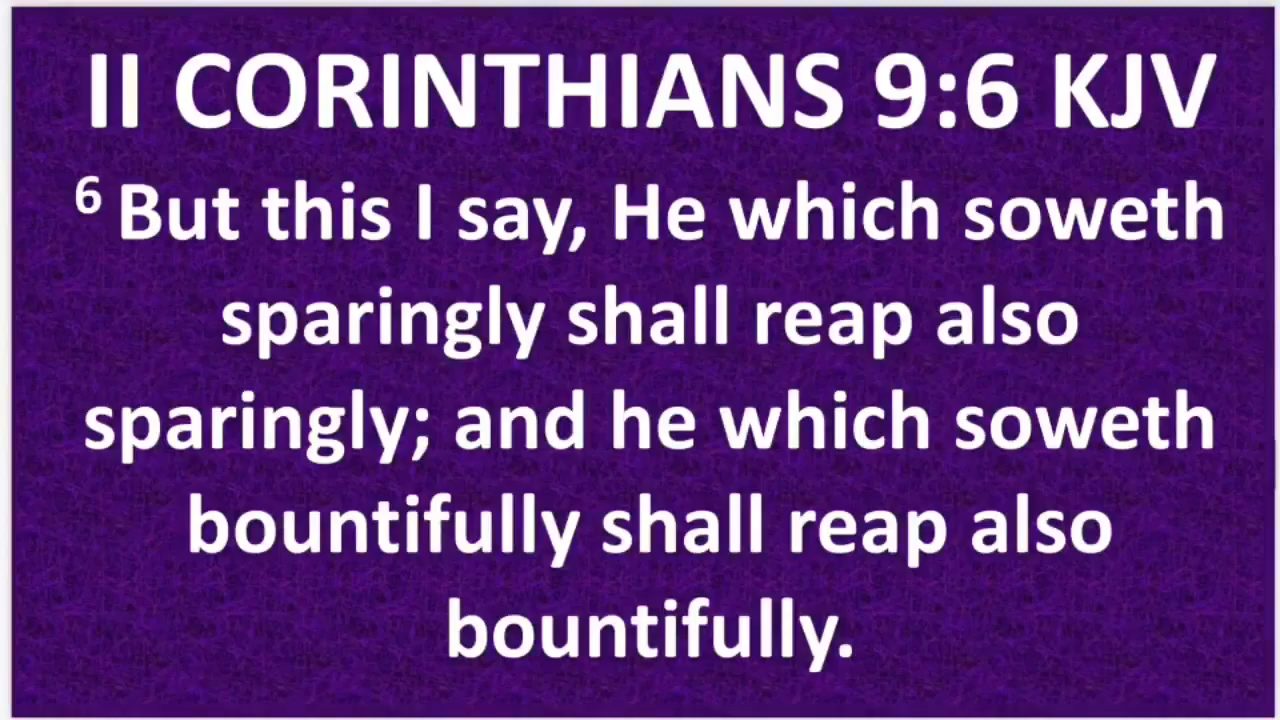 II CORINTHIANS 9:6 KJV
6 But this I say, He which soweth
sparingly shall reap also
sparingly; and he which soweth
bountifully shall reap also
bountifully.